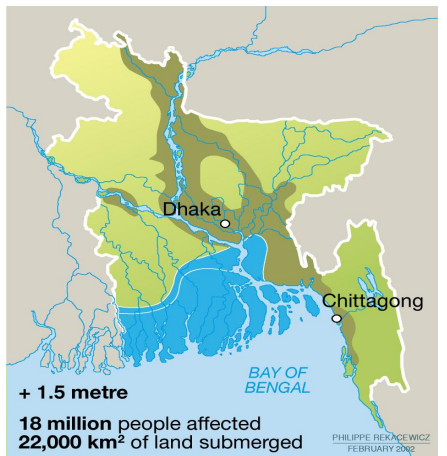 Dhaka
Chittagong
BAY OF
BENGAL
+ 1.5 metre
18 million people affected
22,000 km² of land submerged
PHILIPPE REKACEWICZ
FEBRUARY 2002